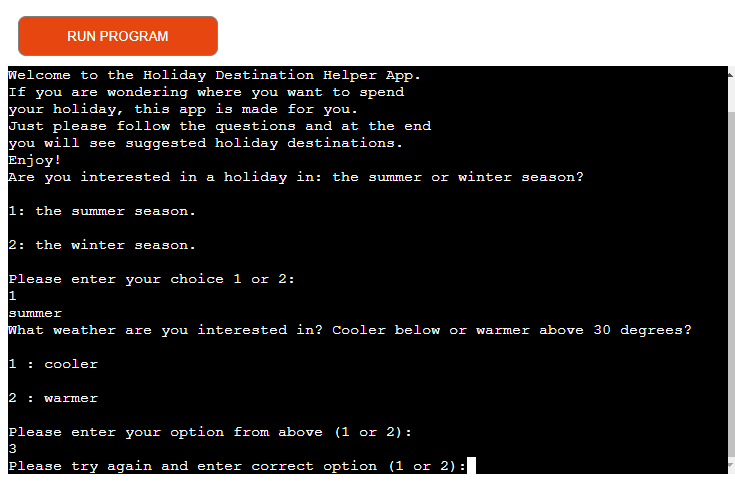 RUN PROGRAM
Welcome to the Holiday Destination Helper App.
If you are wondering where you want to spend
your holiday, this app is made for you.
Just please follow the questions and at the end
you will see suggested holiday destinations.
Enjoy!
Are you interested in a holiday in: the summer or winter season?
1: the summer season.
2: the winter season.
Please enter your choice 1 or 2:
1
summer
What weather are you interested in? Cooler below or warmer above 30 degrees?
1 : cooler
2 : warmer
Please enter your option from above (1 or 2):
3
Please try again and enter correct option (1 or 2):